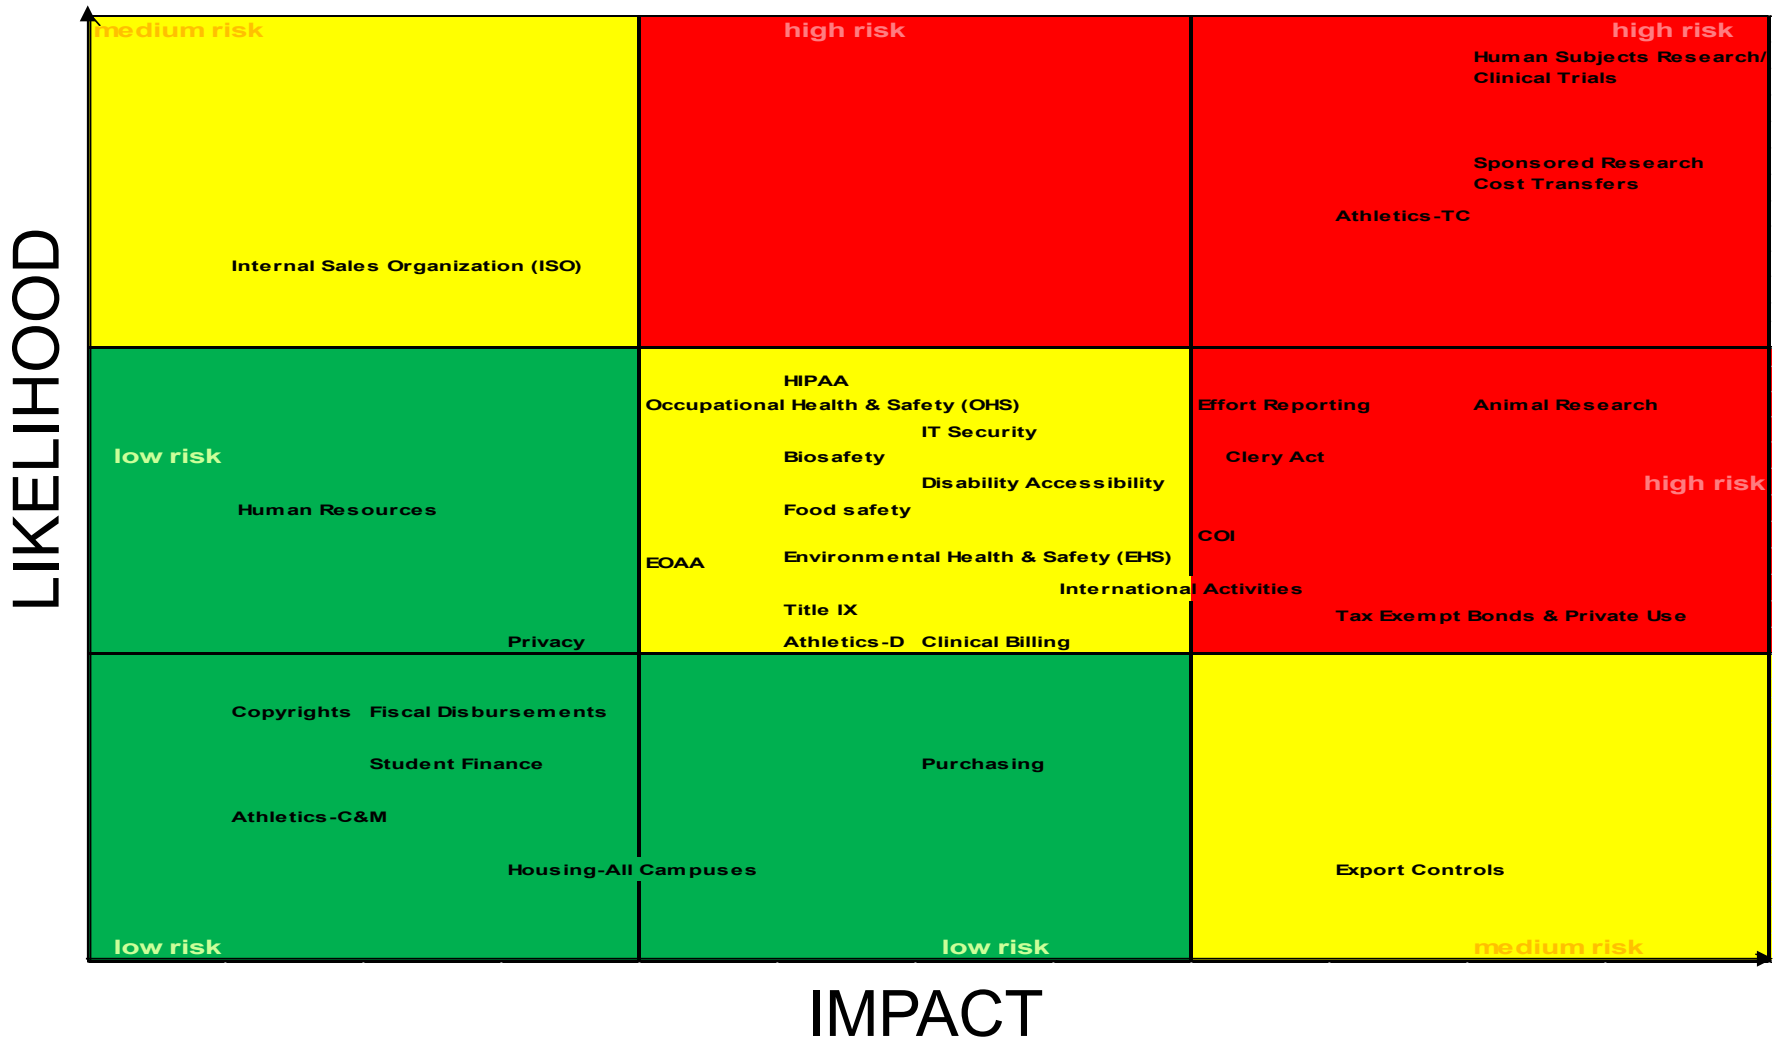 medium risk
high risk
high risk
Human Subjects Research/
Clinical Trials
Sponsored Research
Cost Transfers
Athletics-TC
Internal Sales Organization (ISO)
LIKELIHOOD
HIPAA
Occupational Health & Safety (OHS)
Effort Reporting
Animal Research
IT Security
low risk
Biosafety
Clery Act
Disability Accessibility
high risk
Human Resources
Food safety
COI
Environmental Health & Safety (EHS)
EOAA
International Activities
Title IX
Tax Exempt Bonds & Private Use
Privacy
Athletics-D
Clinical Billing
Copyrights
Fiscal Disbursements
Student Finance
Purchasing
Athletics-C&M
Housing-All Campuses
Export Controls
low risk
low risk
medium risk
IMPACT